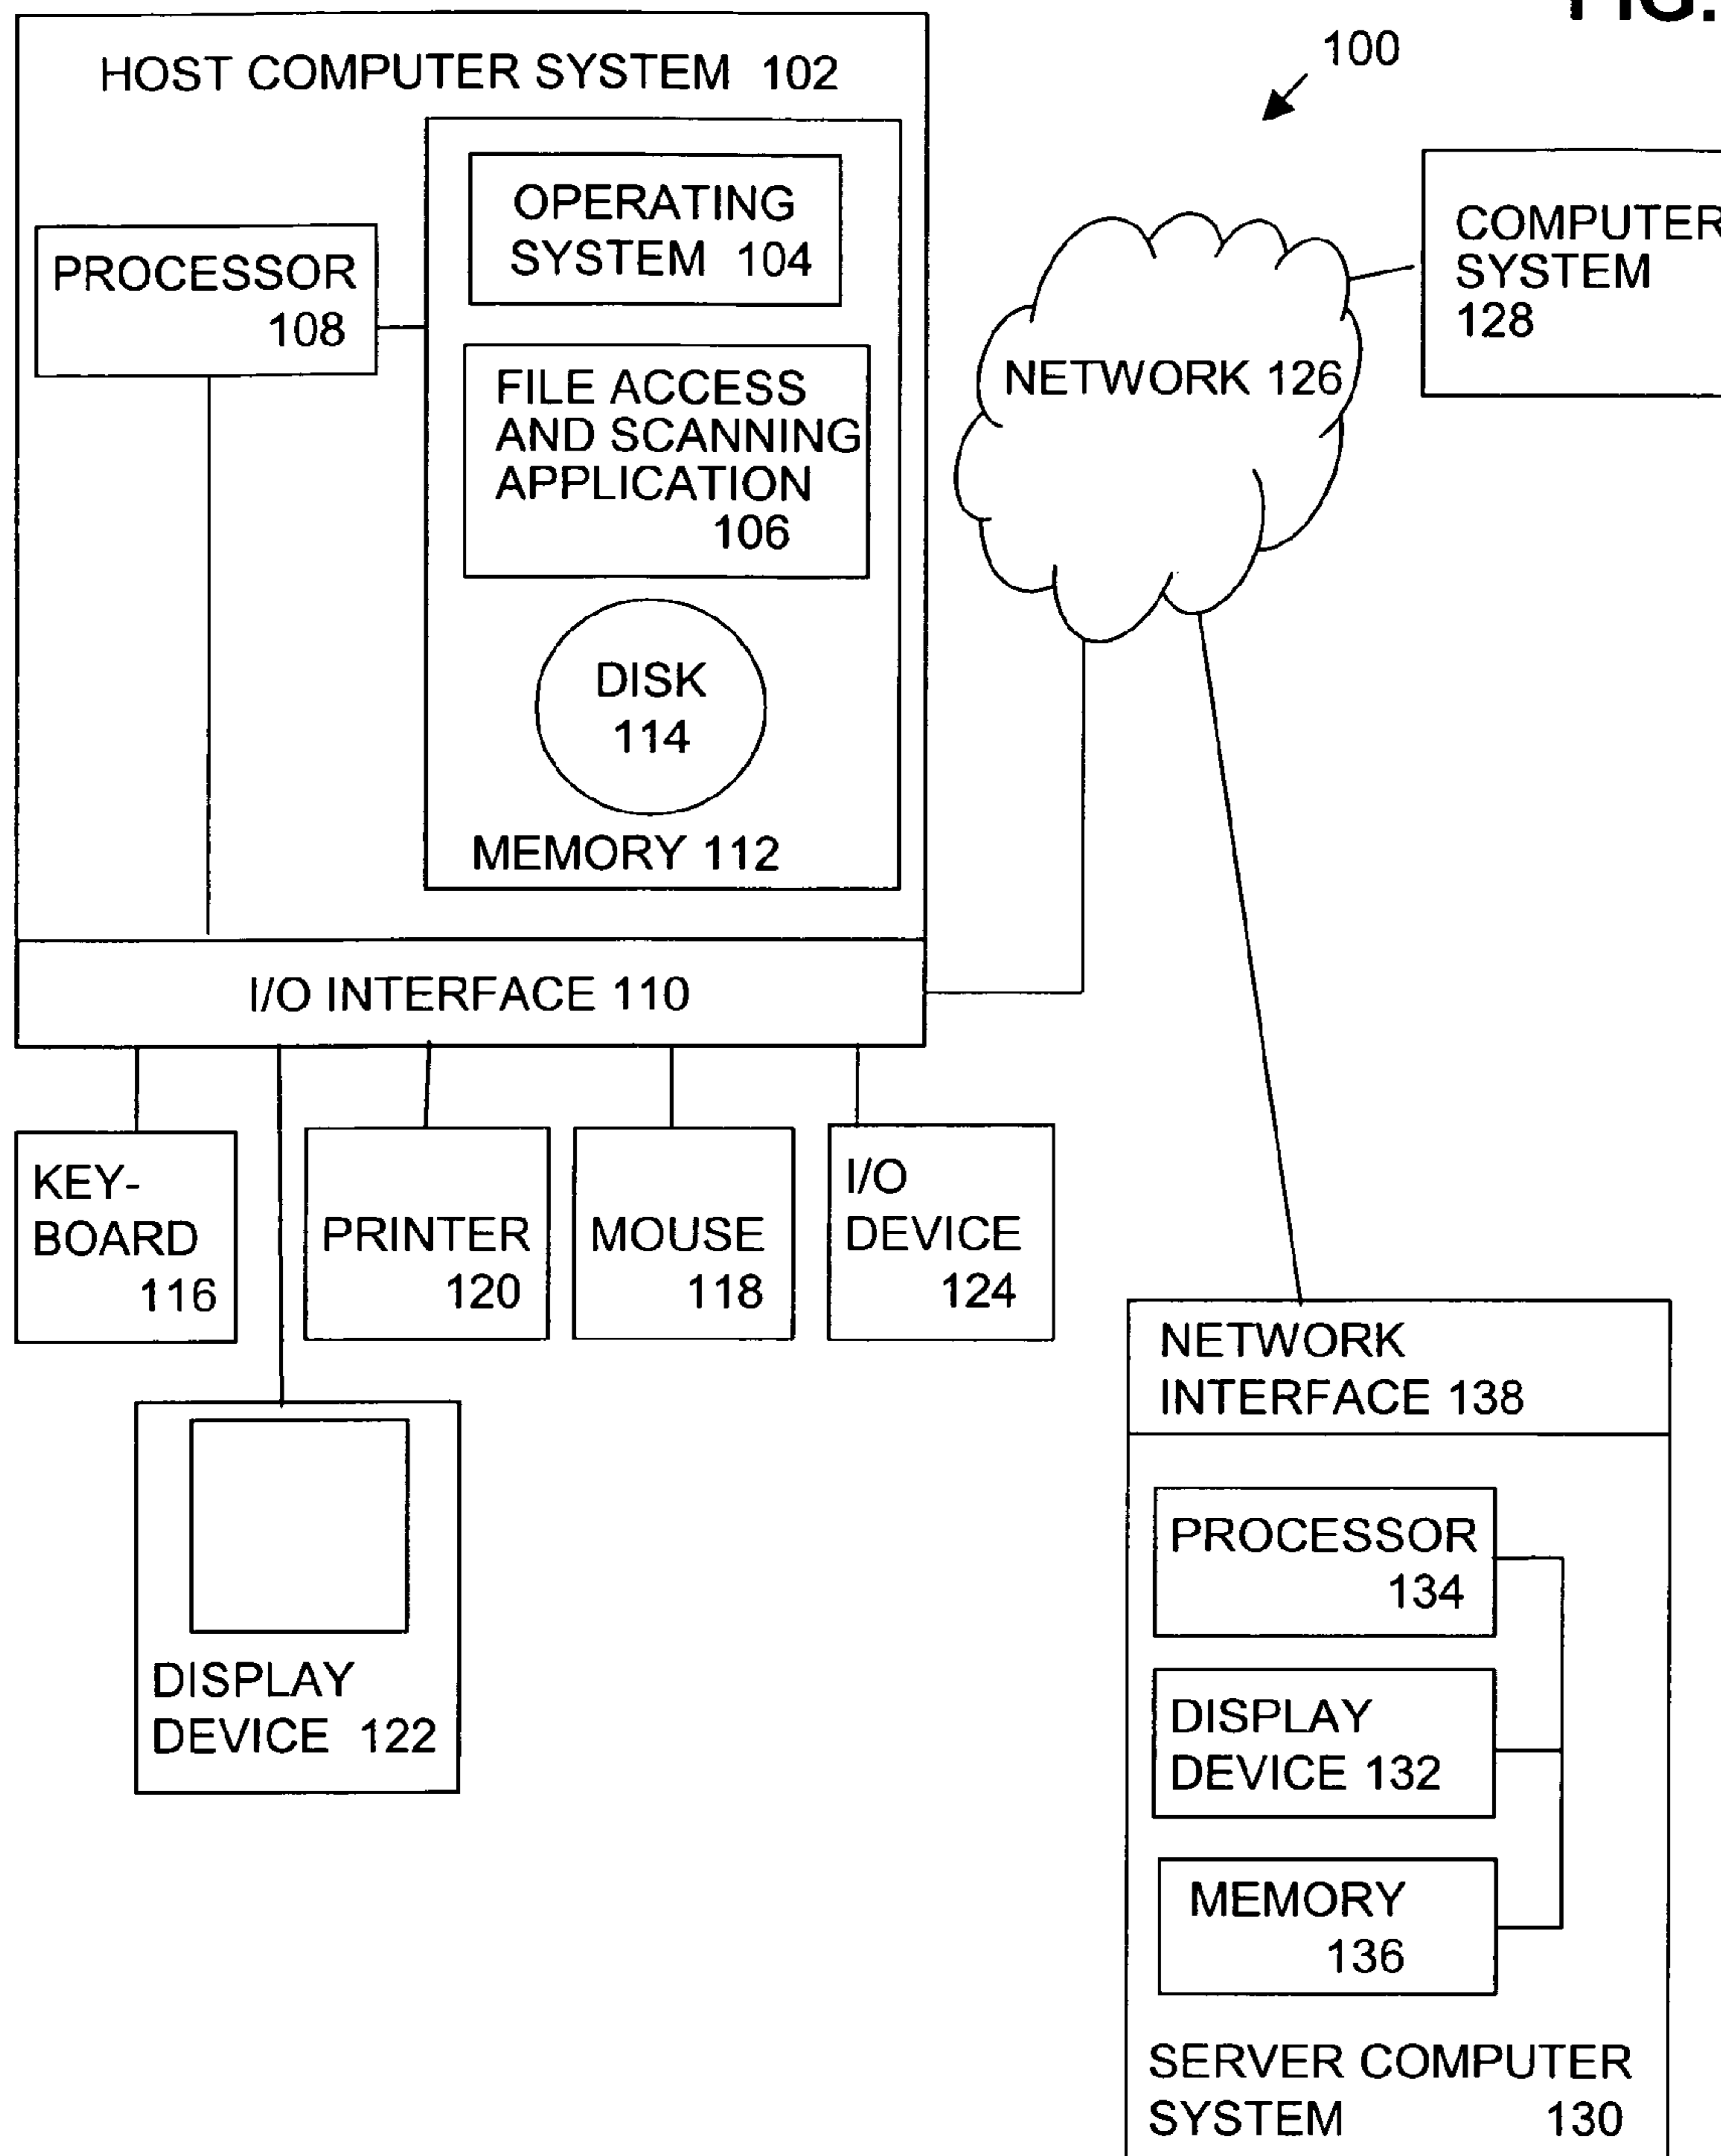 FIG.
100
HOST COMPUTER SYSTEM 102
OPERATING
SYSTEM 104
PROCESSOR
108
FILE ACCESS
AND SCANNING
APPLICATION
106
DISK
114
MEMORY 112
I/O INTERFACE 110
NETWORK 126
COMPUTER
SYSTEM
128
KEY-
BOARD
116
PRINTER
120
MOUSE
118
I/O
DEVICE
124
DISPLAY
DEVICE 122
NETWORK
INTERFACE 138
PROCESSOR
134
DISPLAY
DEVICE 132
MEMORY
136
SERVER COMPUTER
SYSTEM 130